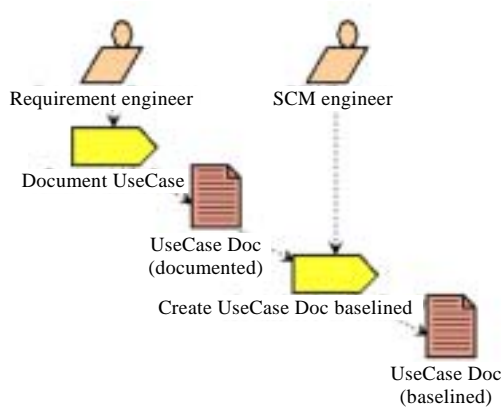 Requirement engineer
SCM engineer
Document UseCase
UseCase Doc
(documented)
Create UseCase Doc baselined
UseCase Doc
(baselined)